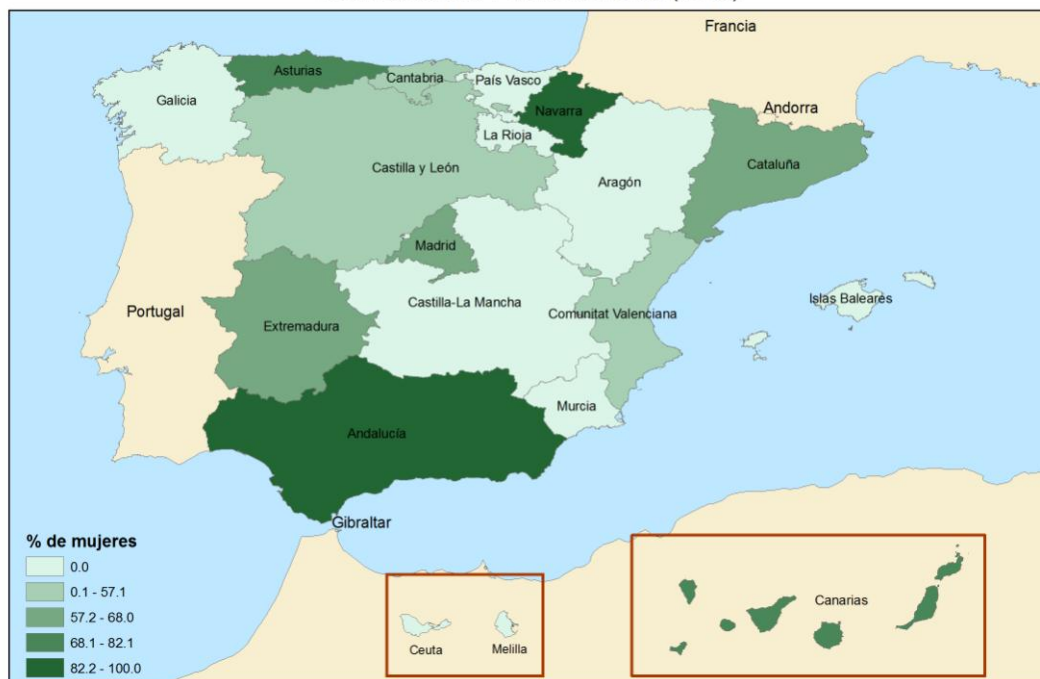 Francia
Asturias
Cantabria
País Vasco
Galicia
Navarra
Andorra
La Rioja
Cataluña
Castilla y León
Aragón
Madrid
Islas Baleares
Castilla-La Mancha
Portugal
Comunitat Valenciana
Extremadura
Murcia
Andalucía
Gibraltar
% de mujeres
0.0
0.1 - 57.1
57.2 - 68.0
68.1 - 82.1
82.2 - 100.0
Ceuta
Melilla
Canarias